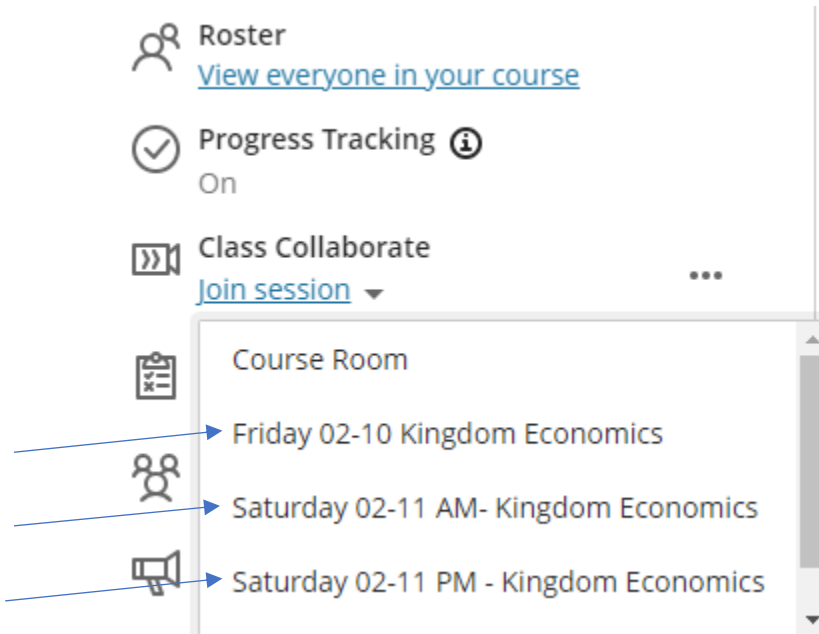 Roster
View everyone in your course
Progress Tracking
On
Class Collaborate
Join session
Course Room
Friday 02-10 Kingdom Economics
Saturday 02-11 AM- Kingdom Economics
Saturday 02-11 PM - Kingdom Economics